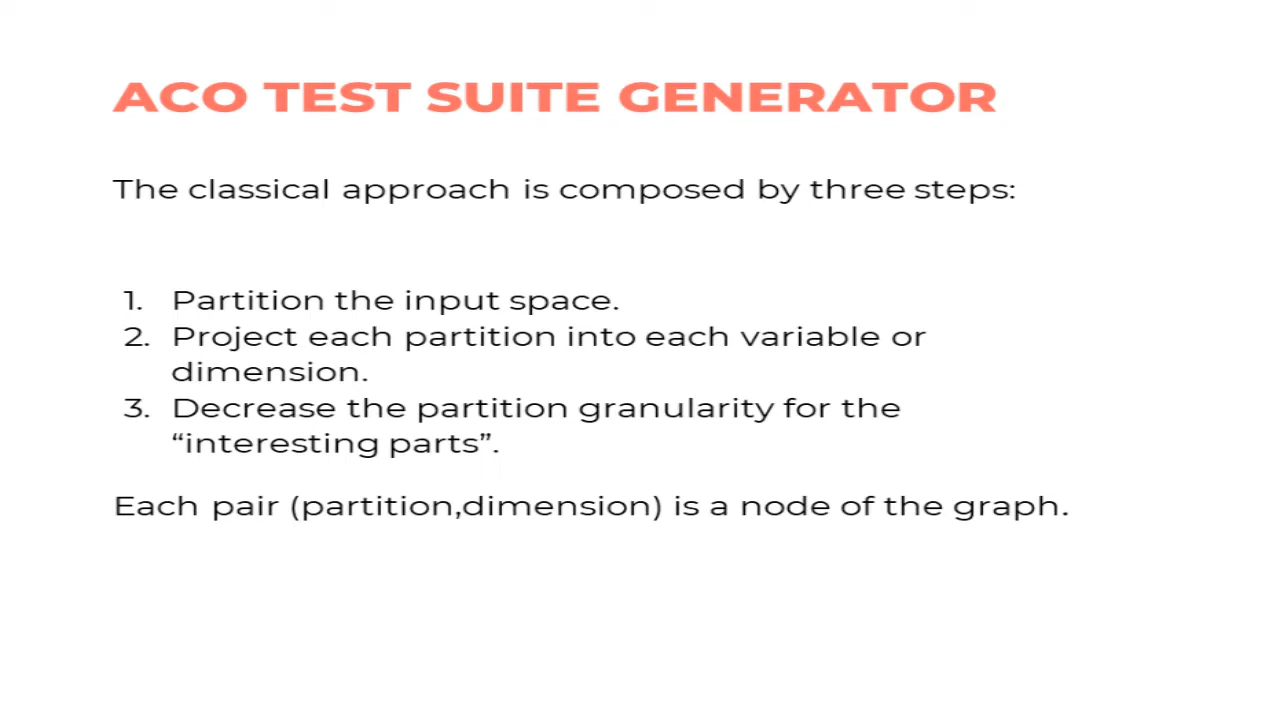 ACO TEST SUITE GENERATOR
The classical approach is composed by three steps:
1. Partition the input space.
2. Project each partition into each variable or
dimension.
3. Decrease the partition granularity for the
“interesting parts”.
Each pair (partition,dimension) is a node of the graph.